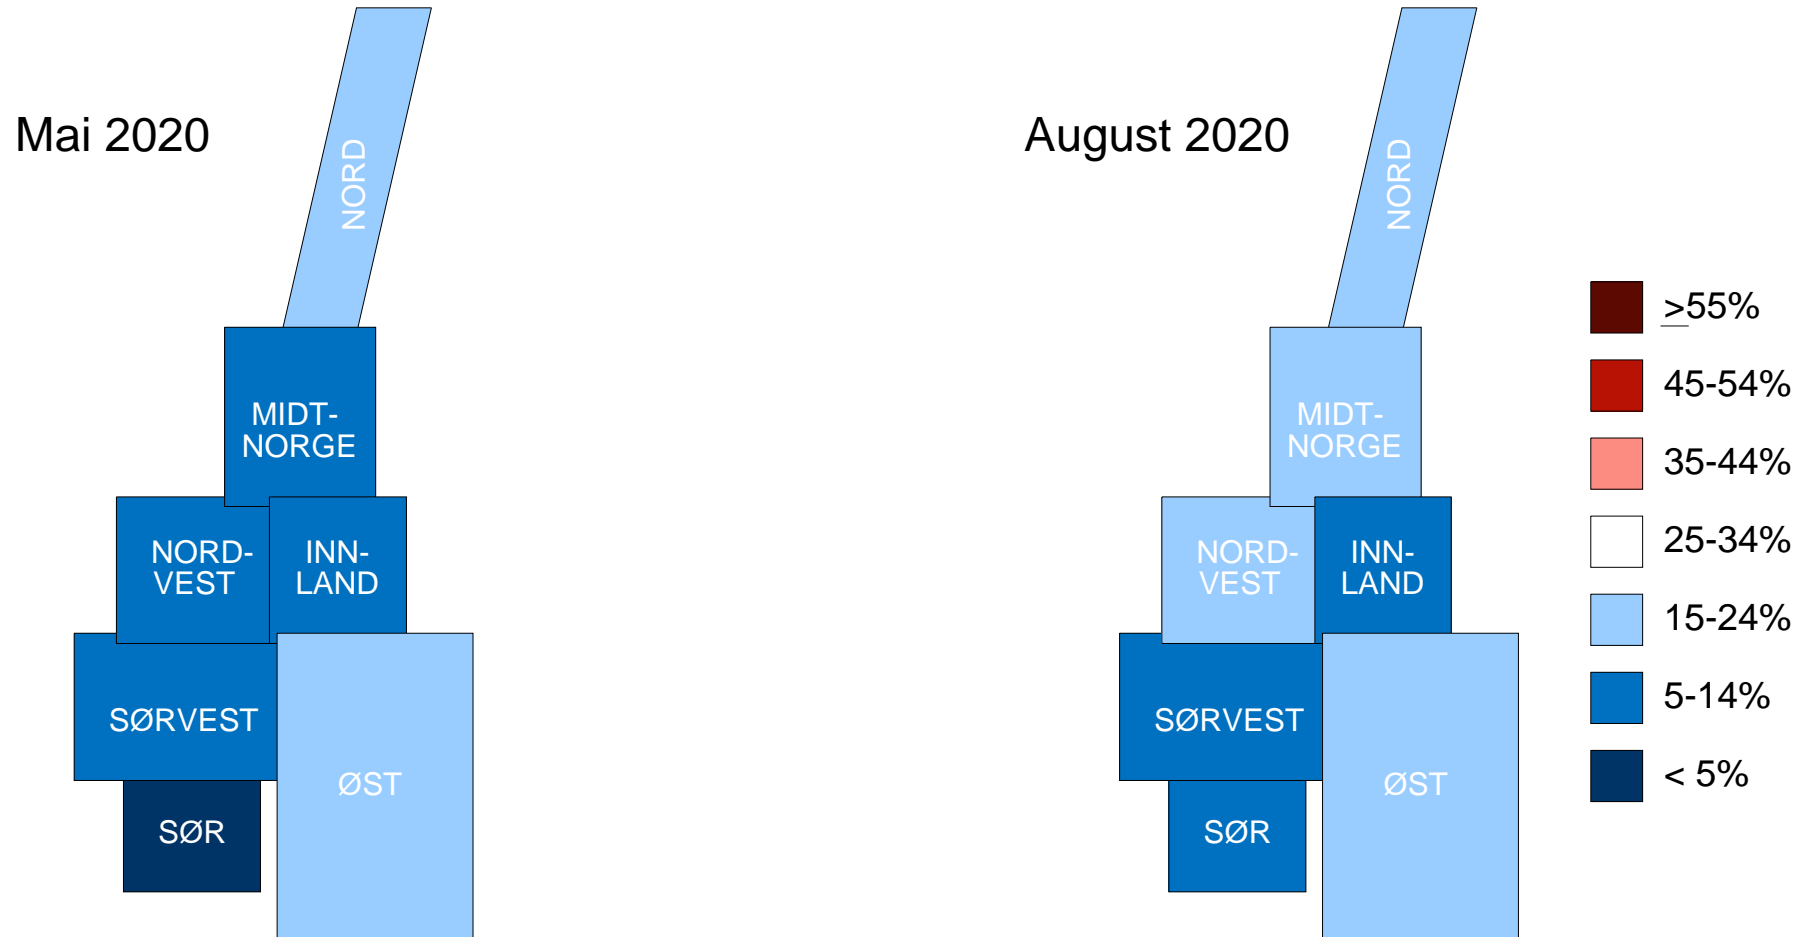 Mai 2020
NORD
MIDT-
NORGE
NORD-
VEST
INN-
LAND
SØRVEST
ØST
SØR
August 2020
NORD
MIDT-
NORGE
NORD-
VEST
INN-
LAND
SØRVEST
ØST
SØR
>55%
45-54%
35-44%
25-34%
15-24%
5-14%
< 5%